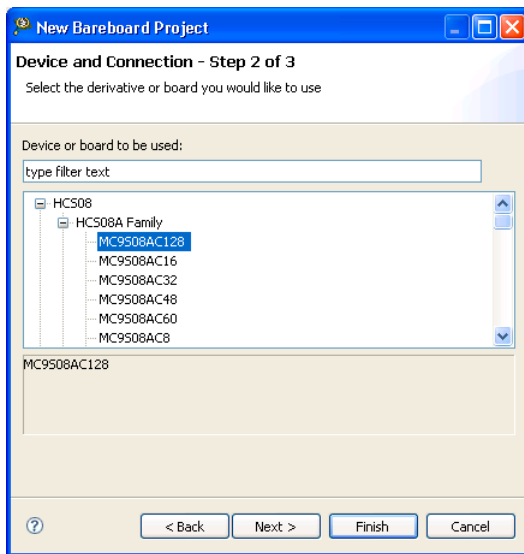 New Bareboard Project
Device and Connection - Step 2 of 3
Select the derivative or board you would like to use
Device or board to be used:
type filter text
HCS08
HCS08A Family
MC9S08AC128
MC9S08AC16
MC9S08AC32
MC9S08AC48
MC9S08AC60
MC9S08AC8
MC9S08AC128
?
< Back
Next >
Finish
Cancel